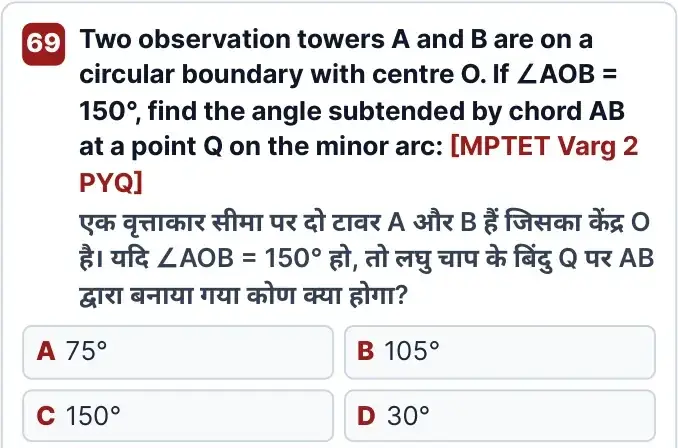 69 Two observation towers A and B are on a
circular boundary with centre O. If ∠AOB =
150°, find the angle subtended by chord AB
at a point Q on the minor arc: [MPTET Varg 2
PYQ]
एक वृत्ताकार सीमा पर दो टावर A और B हैं जिसका केंद्र O
है। यदि ∠AOB = 150° हो, तो लघु चाप के बिंदु Q पर AB
द्वारा बनाया गया कोण क्या होगा?
A 75° B 105°
C 150° D 30°